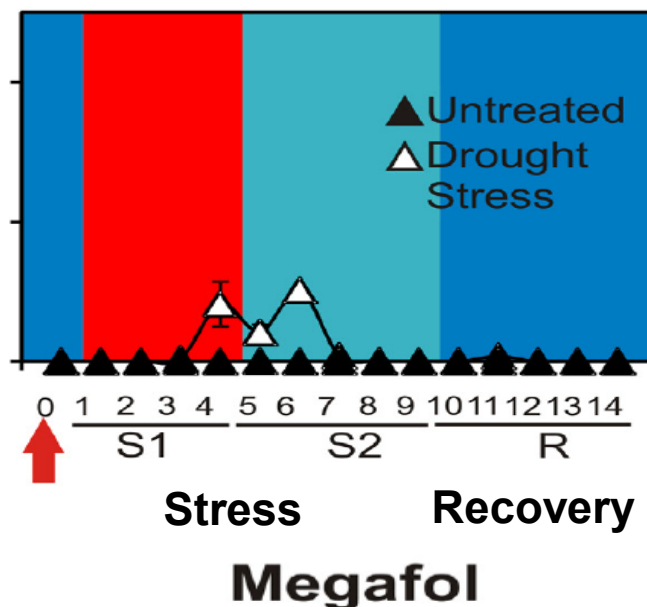 Untreated
Drought
Stress
0 1 2 3 4 5 6 7 8 9 10 11 12 13 14
S1 S2 R
Stress Recovery
Megafol